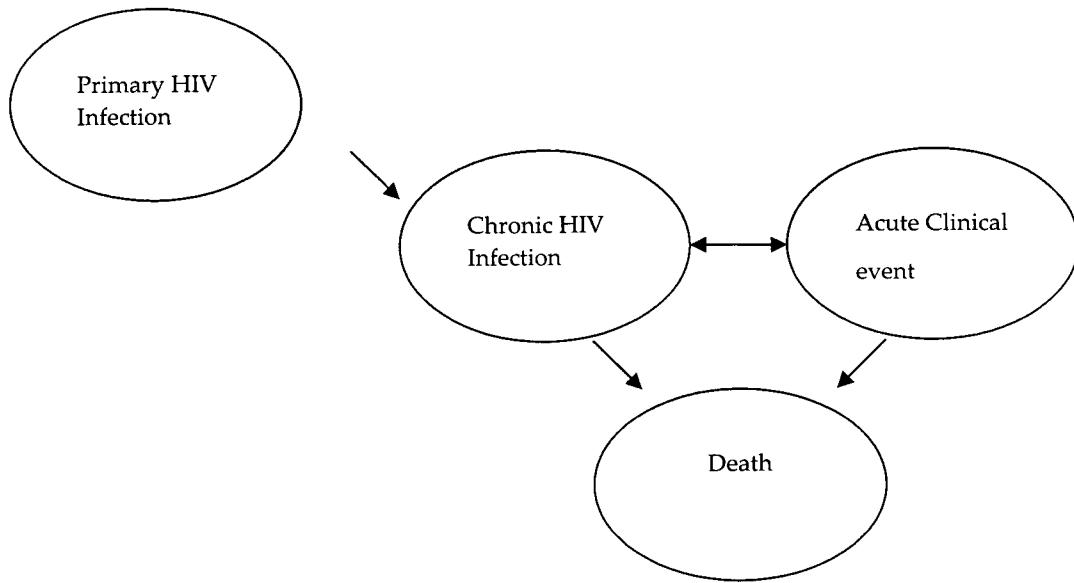 Primary HIV
Infection
Chronic HIV
Infection
Acute Clinical
event
Death